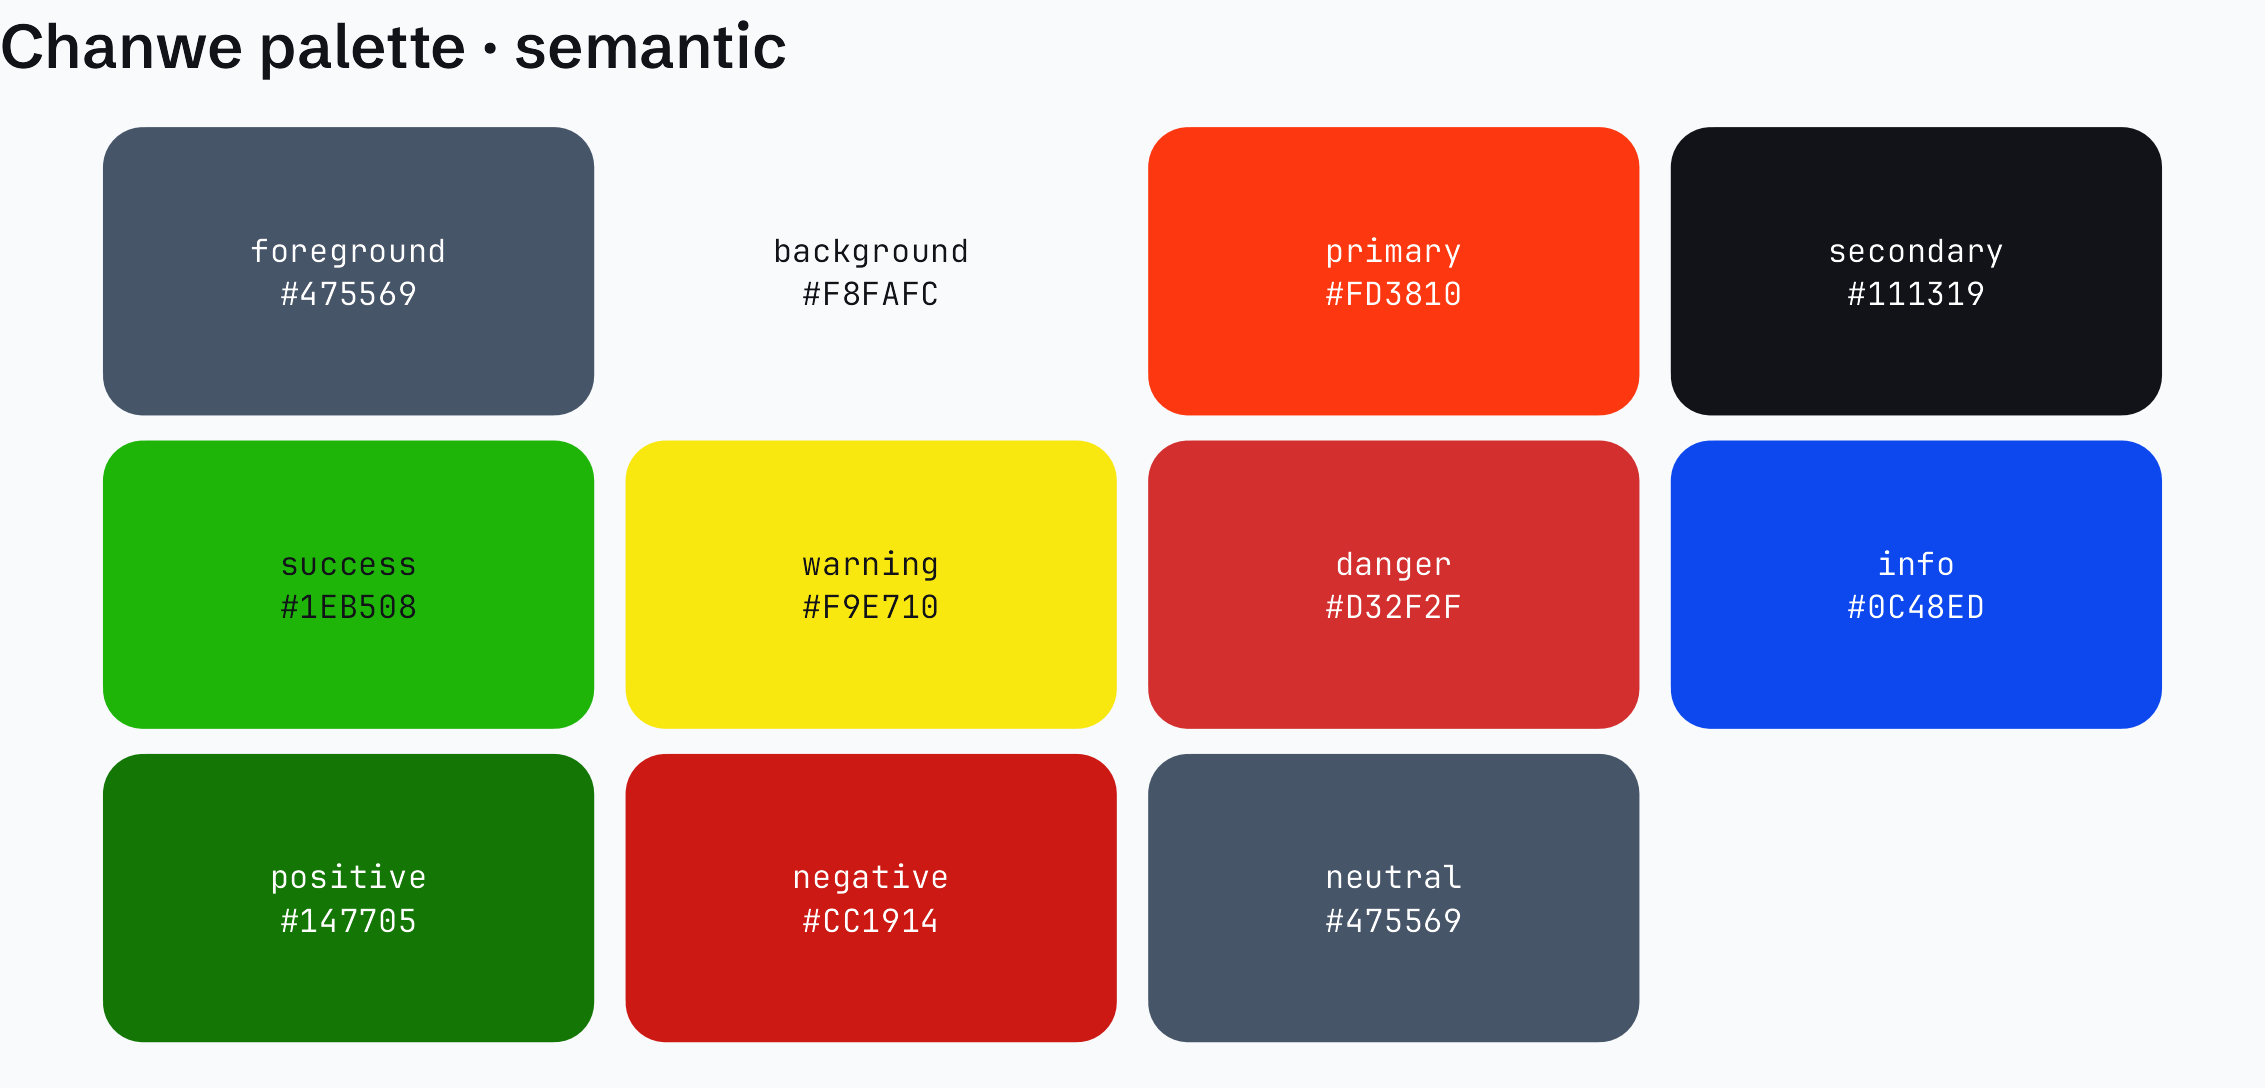 Chanwe palette · semantic
foreground
#475569
background
#F8FAFC
primary
#FD3810
secondary
#111319
success
#1EB508
warning
#F9E710
danger
#D32F2F
info
#0C48ED
positive
#147705
negative
#CC1914
neutral
#475569